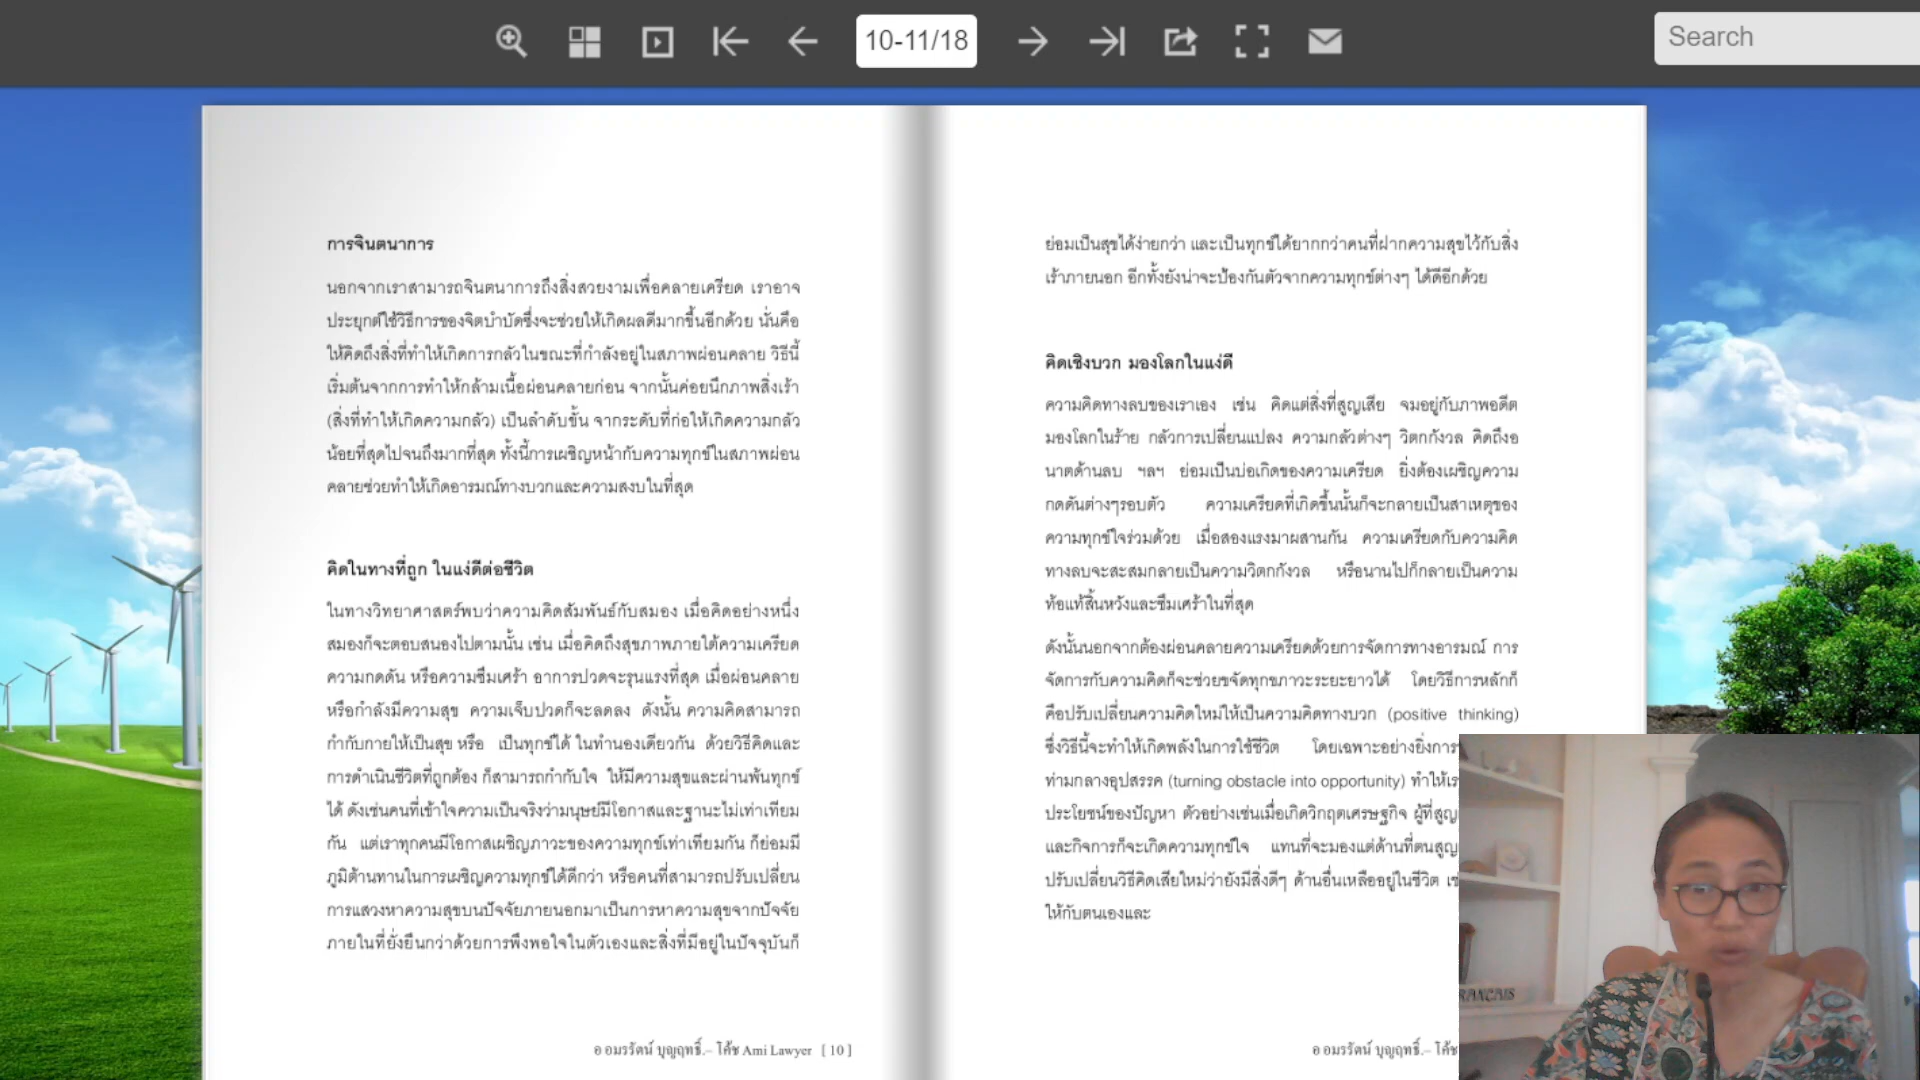 10-11/18
Search
การจินตนาการ
นอกจากเราสามารถจินตนาการถึงสิ่งสวยงามเพื่อคลายเครียด เราอาจ
ประยุกต์ใช้วิธีการของจิตบำบัดซึ่งจะช่วยให้เกิดผลดีมากขึ้นอีกด้วย นั่นคือ
ให้คิดถึงสิ่งที่ทำให้เกิดการกลัวในขณะที่กำลังอยู่ในสภาพผ่อนคลาย วิธีนี้
เริ่มต้นจากการทำให้กล้ามเนื้อผ่อนคลายก่อน จากนั้นค่อยนึกภาพสิ่งเร้า
(สิ่งที่ทำให้เกิดความกลัว) เป็นลำดับขั้น จากระดับที่ก่อให้เกิดความกลัว
น้อยที่สุดไปจนถึงมากที่สุด ทั้งนี้การเผชิญหน้ากับความทุกข์ในสภาพผ่อน
คลายช่วยทำให้เกิดอารมณ์ทางบวกและความสงบในที่สุด
คิดในทางที่ถูก ในแง่ดีต่อชีวิต
ในทางวิทยาศาสตร์พบว่าความคิดสัมพันธ์กับสมอง เมื่อคิดอย่างหนึ่ง
สมองก็จะตอบสนองไปตามนั้น เช่น เมื่อคิดถึงสุขภาพภายใต้ความเครียด
ความกดดัน หรือความซึมเศร้า อาการปวดจะรุนแรงที่สุด เมื่อผ่อนคลาย
หรือกำลังมีความสุข ความเจ็บปวดก็จะลดลง ดังนั้น ความคิดสามารถ
กำกับกายให้เป็นสุข หรือ เป็นทุกข์ได้ ในทำนองเดียวกัน ด้วยวิธีคิดและ
การดำเนินชีวิตที่ถูกต้อง ก็สามารถกำกับใจ ให้มีความสุขและผ่านพ้นทุกข์
ได้ ดังเช่นคนที่เข้าใจความเป็นจริงว่ามนุษย์มีโอกาสและฐานะไม่เท่าเทียม
กัน แต่เราทุกคนมีโอกาสเผชิญภาวะของความทุกข์เท่าเทียมกัน ก็ย่อมมี
ภูมิต้านทานในการเผชิญความทุกข์ได้ดีกว่า หรือคนที่สามารถปรับเปลี่ยน
การแสวงหาความสุขบนปัจจัยภายนอกมาเป็นการหาความสุขจากปัจจัย
ภายในที่ยั่งยืนกว่าด้วยการพึงพอใจในตัวเองและสิ่งที่มีอยู่ในปัจจุบันก็
อ อมรรัตน์ บุญฤทธิ์.– โค้ช Ami Lawyer [ 10 ]
ย่อมเป็นสุขได้ง่ายกว่า และเป็นทุกข์ได้ยากกว่าคนที่ฝากความสุขไว้กับสิ่ง
เร้าภายนอก อีกทั้งยังน่าจะป้องกันตัวจากความทุกข์ต่างๆ ได้ดีอีกด้วย
คิดเชิงบวก มองโลกในแง่ดี
ความคิดทางลบของเราเอง เช่น คิดแต่สิ่งที่สูญเสีย จมอยู่กับภาพอดีต
มองโลกในร้าย กลัวการเปลี่ยนแปลง ความกลัวต่างๆ วิตกกังวล คิดถึงอ
นาตด้านลบ ฯลฯ ย่อมเป็นบ่อเกิดของความเครียด ยิ่งต้องเผชิญความ
กดดันต่างๆรอบตัว ความเครียดที่เกิดขึ้นนั้นก็จะกลายเป็นสาเหตุของ
ความทุกข์ใจร่วมด้วย เมื่อสองแรงมาผสานกัน ความเครียดกับความคิด
ทางลบจะสะสมกลายเป็นความวิตกกังวล หรือนานไปก็กลายเป็นความ
ท้อแท้สิ้นหวังและซึมเศร้าในที่สุด
ดังนั้นนอกจากต้องผ่อนคลายความเครียดด้วยการจัดการทางอารมณ์ การ
จัดการกับความคิดก็จะช่วยขจัดทุกขภาวะระยะยาวได้ โดยวิธีการหลักก็
คือปรับเปลี่ยนความคิดใหม่ให้เป็นความคิดทางบวก (positive thinking)
ซึ่งวิธีนี้จะทำให้เกิดพลังในการใช้ชีวิต โดยเฉพาะอย่างยิ่งการ
ท่ามกลางอุปสรรค (turning obstacle into opportunity) ทำให้เร
ประโยชน์ของปัญหา ตัวอย่างเช่นเมื่อเกิดวิกฤตเศรษฐกิจ ผู้ที่สูญ
และกิจการก็จะเกิดความทุกข์ใจ แทนที่จะมองแต่ด้านที่ตนสูญ
ปรับเปลี่ยนวิธีคิดเสียใหม่ว่ายังมีสิ่งดีๆ ด้านอื่นเหลืออยู่ในชีวิต เช
ให้กับตนเองและ
อ อมรรัตน์ บุญฤทธิ์.– โค้ช